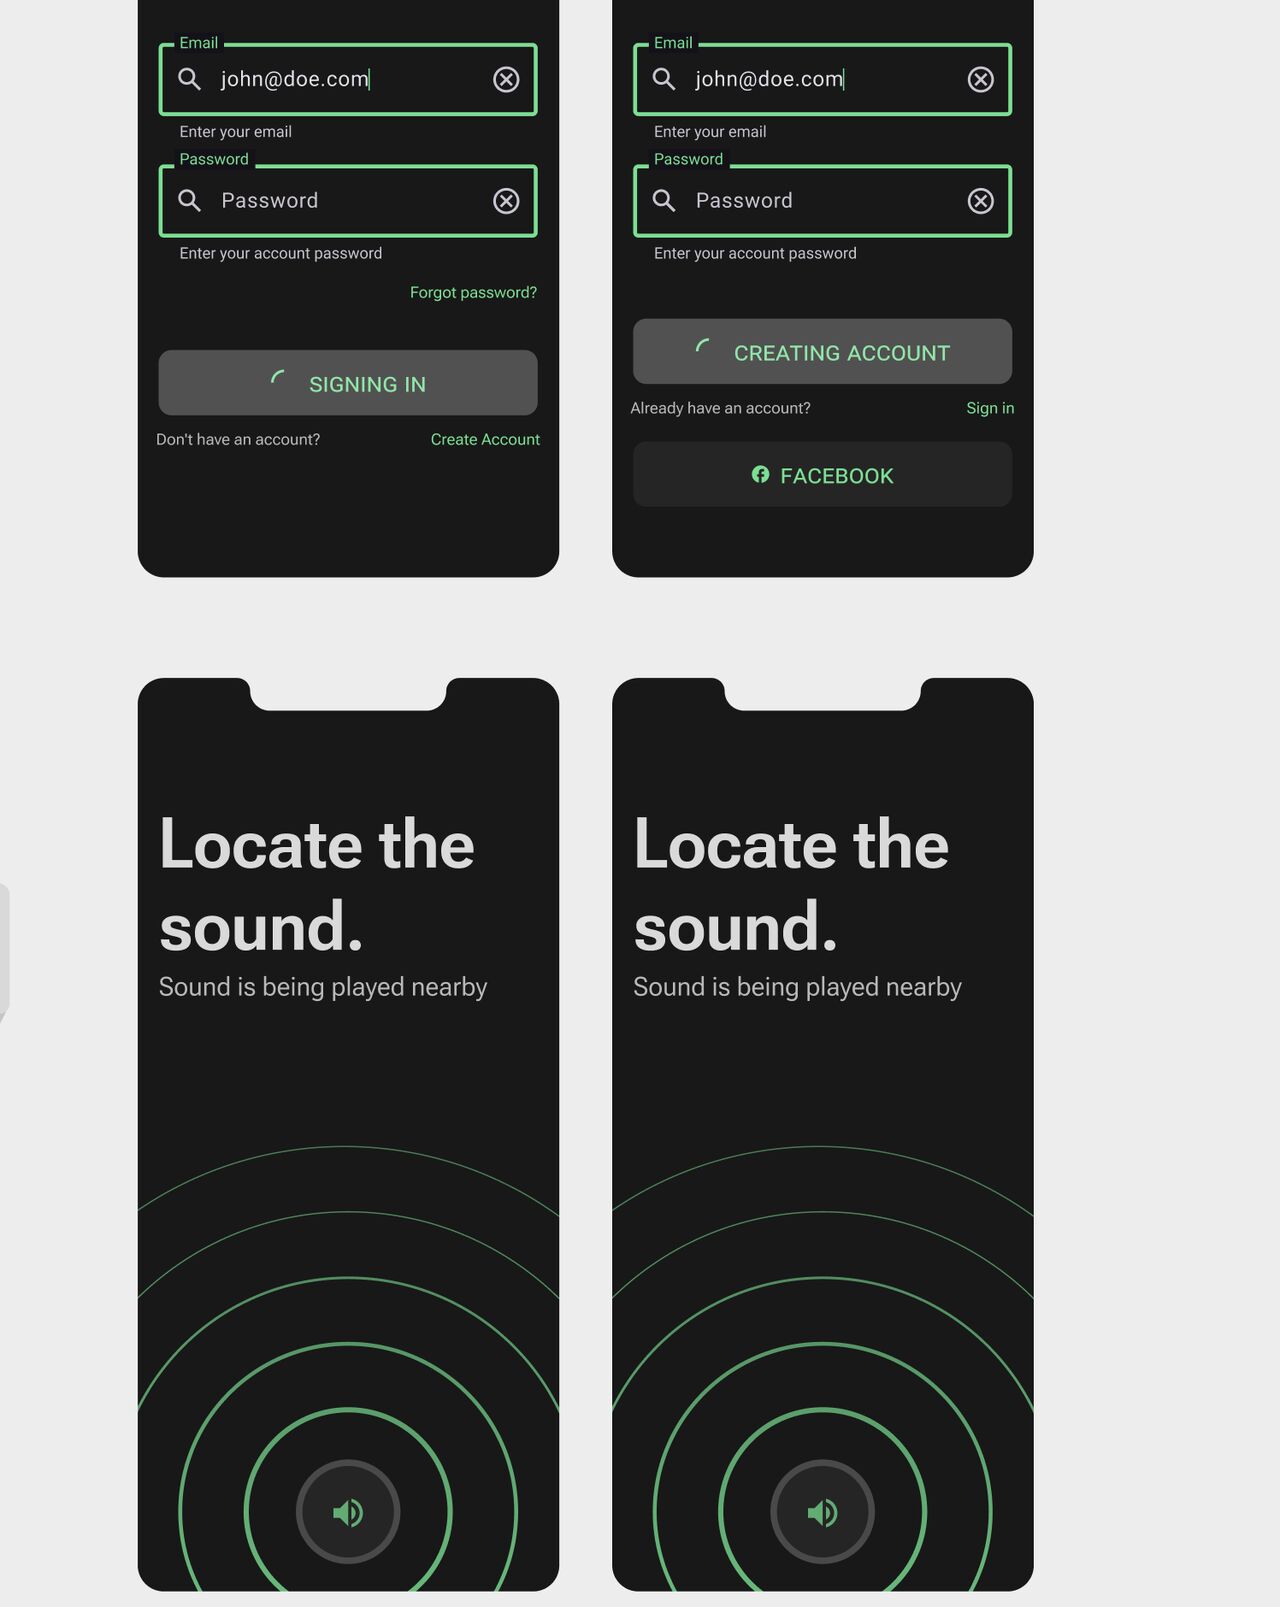 Email
john@doe.com
Enter your email
Password
Password
Enter your account password
Forgot password?
SIGNING IN
Don't have an account?
Create Account
Email
john@doe.com
Enter your email
Password
Password
Enter your account password
CREATING ACCOUNT
Already have an account?
Sign in
FACEBOOK
Locate the
sound.
Sound is being played nearby
Locate the
sound.
Sound is being played nearby